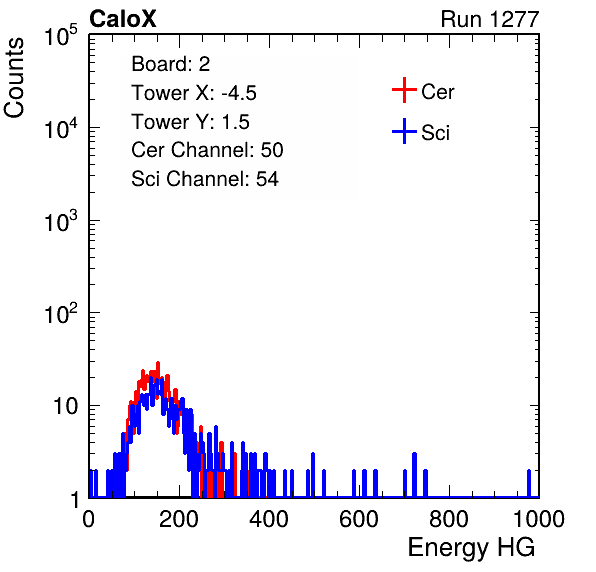 CaloX Run 1277
Counts
Board: 2
Tower X: -4.5
Tower Y: 1.5
Cer Channel: 50
Sci Channel: 54
Cer
Sci
10^5
10^4
10^3
10^2
10
1
0 200 400 600 800 1000
Energy HG